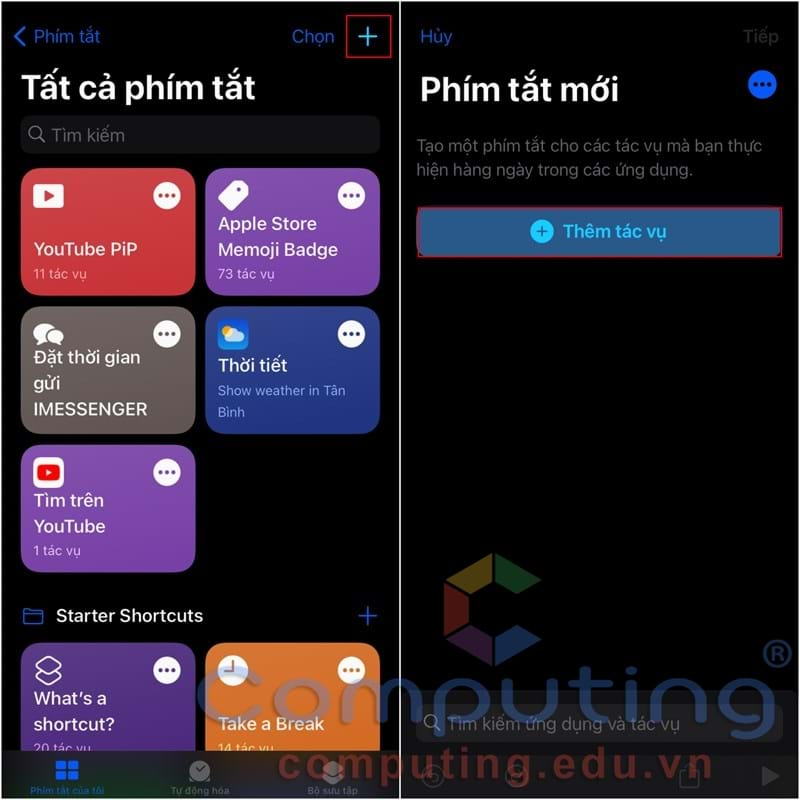 Phím tắt
Chọn
Tất cả phím tắt
Tìm kiếm
YouTube PiP
11 tác vụ
Apple Store
Memoji Badge
73 tác vụ
Đặt thời gian
gửi
IMESSENGER
Thời tiết
Show weather in Tân
Bình
Tìm trên
YouTube
1 tác vụ
Starter Shortcuts
What's a
shortcut?
20 tác vụ
Take a Break
14 tác vụ
Phím tắt của tôi
Tự động hóa
Bộ sưu tập
Hủy
Tiếp
Phím tắt mới
Tạo một phím tắt cho các tác vụ mà bạn thực
hiện hàng ngày trong các ứng dụng.
Thêm tác vụ
Tìm kiếm ứng dụng và tác vụ
Computing ®
computing.edu.vn